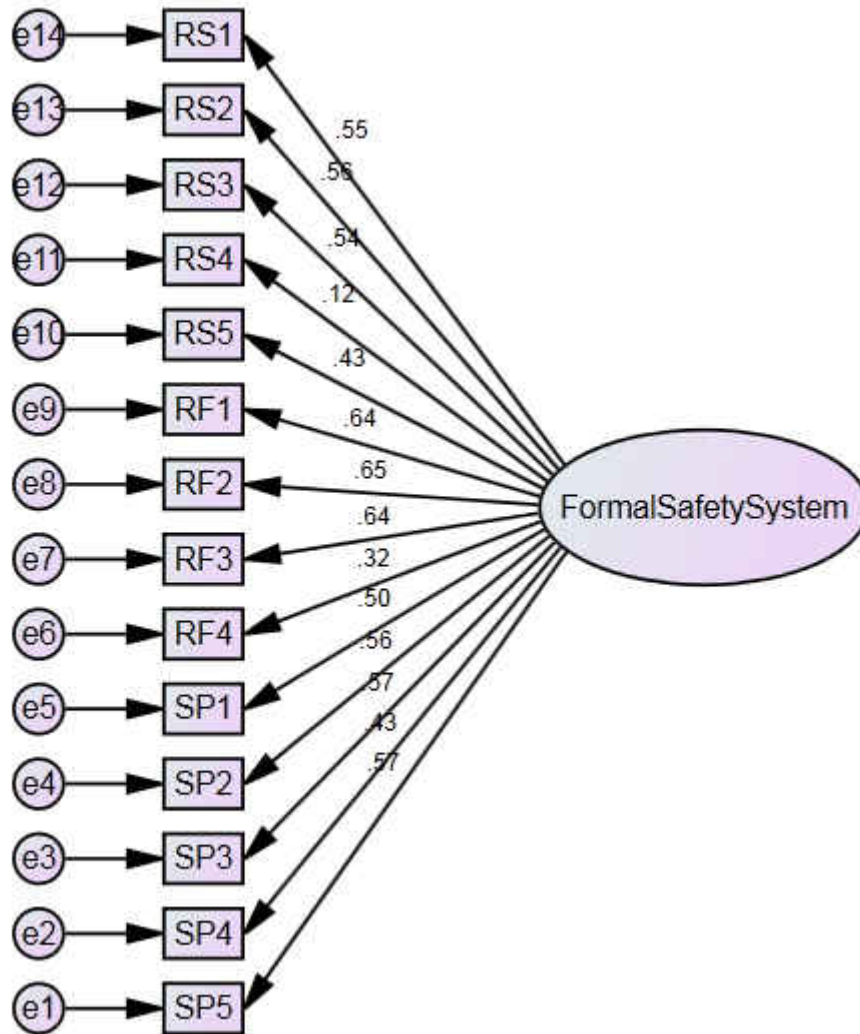 e14 RS1
e13 RS2
.55
e12 RS3
.56
e11 RS4
.54
.12
e10 RS5
.43
e9 RF1
.64
e8 RF2
.65
FormalSafetySystem
e7 RF3
.64
.32
e6 RF4
.50
.56
e5 SP1
.57
.43
e4 SP2
.57
e3 SP3
e2 SP4
e1 SP5